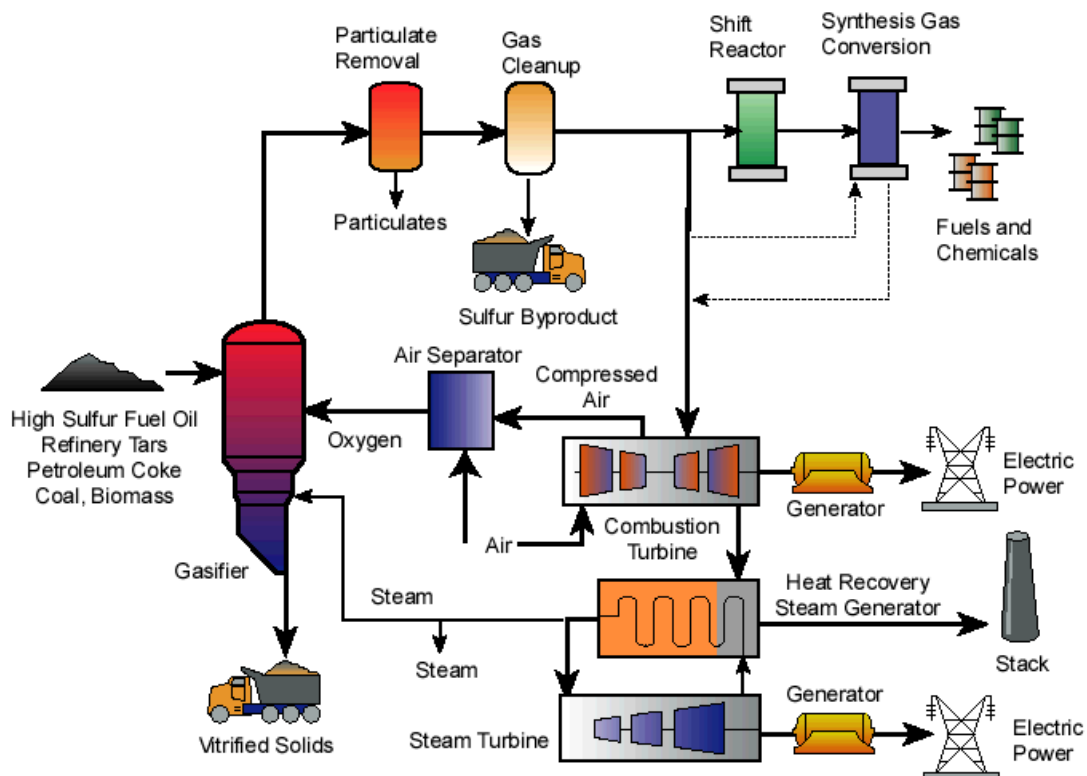 Particulate
Removal
Gas
Cleanup
Shift
Reactor
Synthesis Gas
Conversion
Particulates
Sulfur Byproduct
Fuels and
Chemicals
Air Separator
Compressed
Air
High Sulfur Fuel Oil
Refinery Tars
Petroleum Coke
Coal, Biomass
Oxygen
Electric
Power
Generator
Air
Combustion
Turbine
Gasifier
Steam
Steam
Heat Recovery
Steam Generator
Stack
Vitrified Solids
Steam Turbine
Generator
Electric
Power